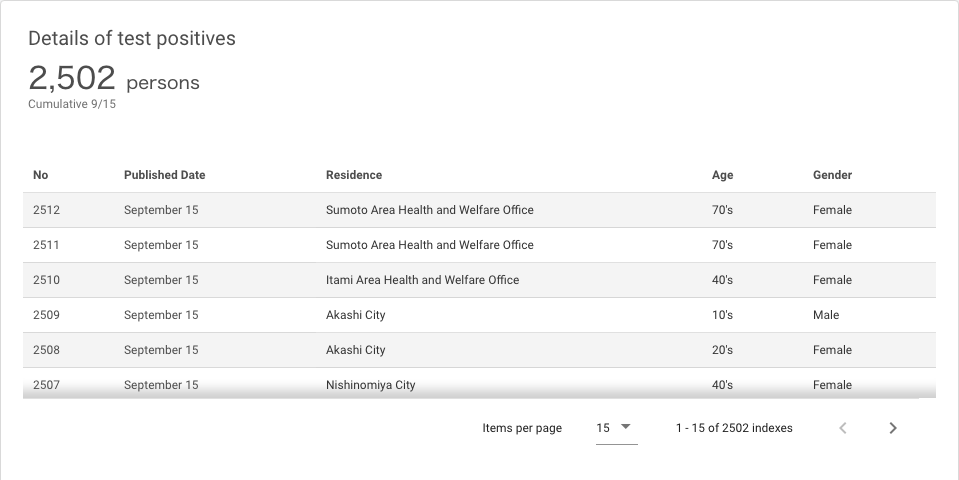 Details of test positives
2,502 persons
Cumulative 9/15
No Published Date Residence Age Gender
2512 September 15 Sumoto Area Health and Welfare Office 70's Female
2511 September 15 Sumoto Area Health and Welfare Office 70's Female
2510 September 15 Itami Area Health and Welfare Office 40's Female
2509 September 15 Akashi City 10's Male
2508 September 15 Akashi City 20's Female
2507 September 15 Nishinomiya City 40's Female
Items per page 15 1 - 15 of 2502 indexes